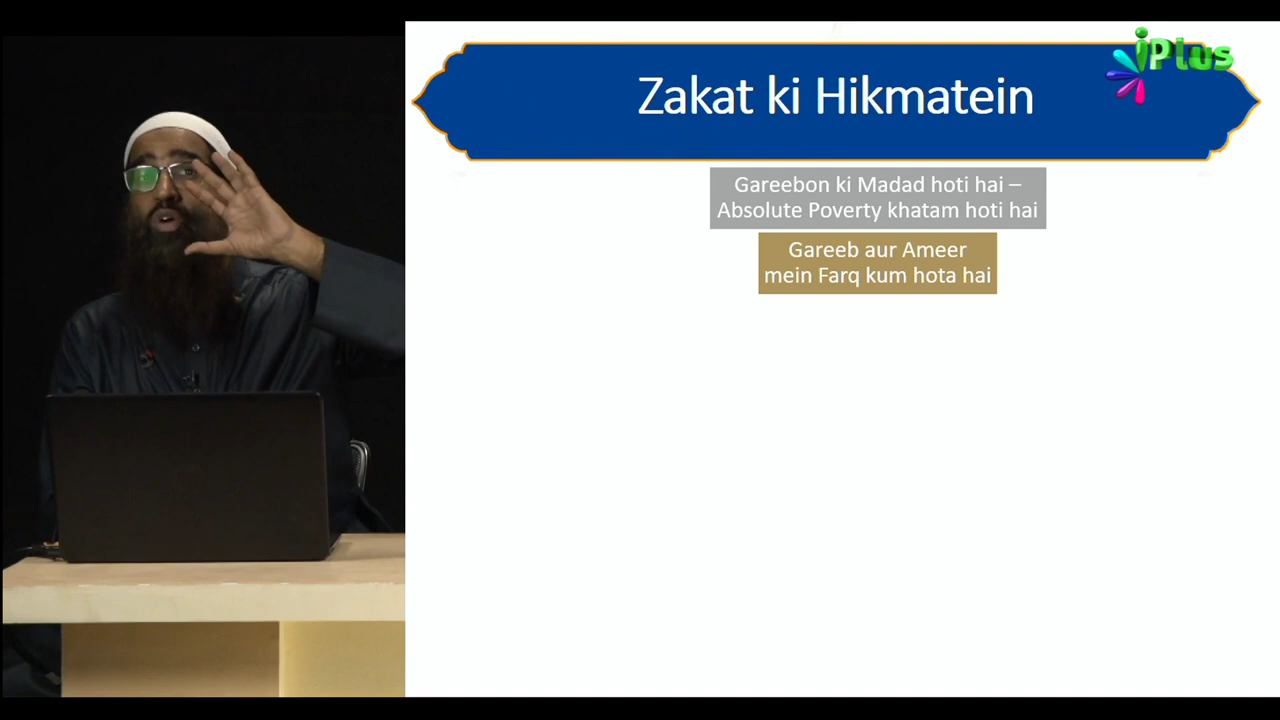 iPlus
Zakat ki Hikmatein
Gareebon ki Madad hoti hai –
Absolute Poverty khatam hoti hai
Gareeb aur Ameer
mein Farq kum hota hai